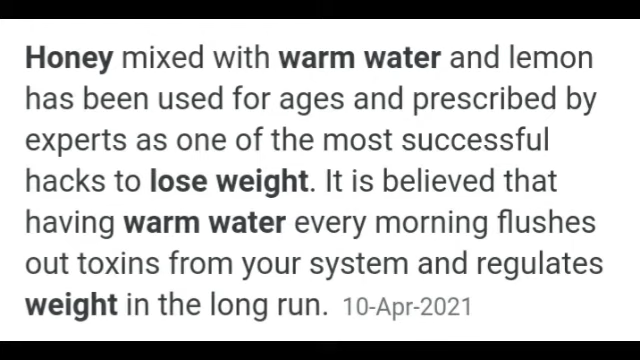 Honey mixed with warm water and lemon
has been used for ages and prescribed by
experts as one of the most successful
hacks to lose weight. It is believed that
having warm water every morning flushes
out toxins from your system and regulates
weight in the long run. 10-Apr-2021